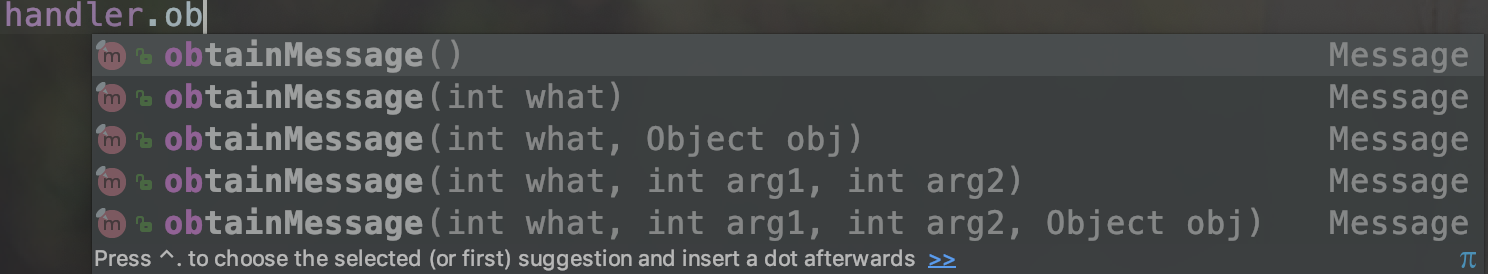 handler.ob
obtainMessage() Message
obtainMessage(int what) Message
obtainMessage(int what, Object obj) Message
obtainMessage(int what, int arg1, int arg2) Message
obtainMessage(int what, int arg1, int arg2, Object obj) Message
Press ^. to choose the selected (or first) suggestion and insert a dot afterwards >> π